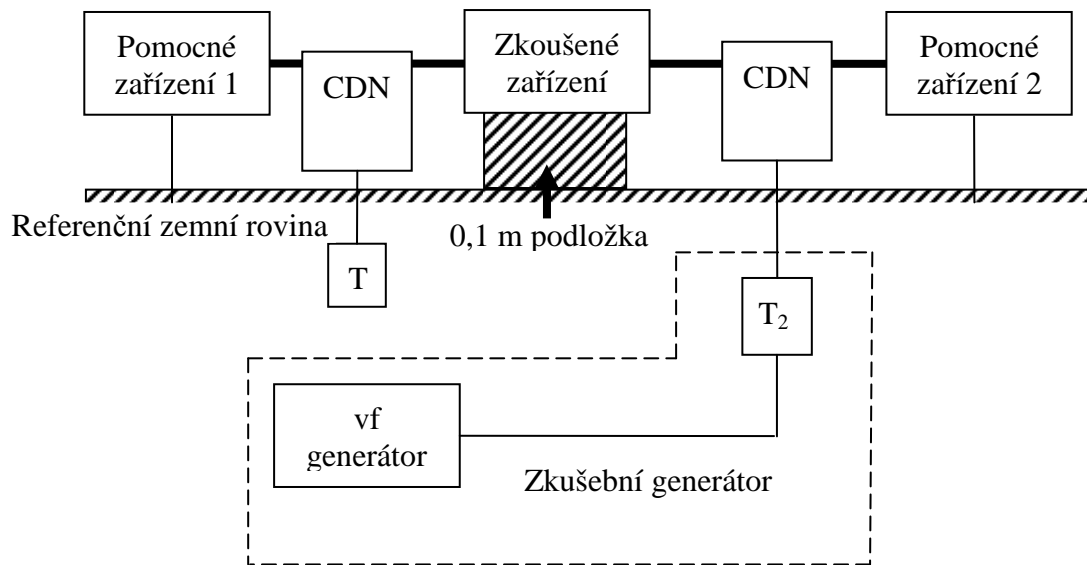 Pomocné
zařízení 1
CDN
Zkoušené
zařízení
CDN
Pomocné
zařízení 2
Referenční zemní rovina
0,1 m podložka
T
T₂
vf
generátor
Zkušební generátor